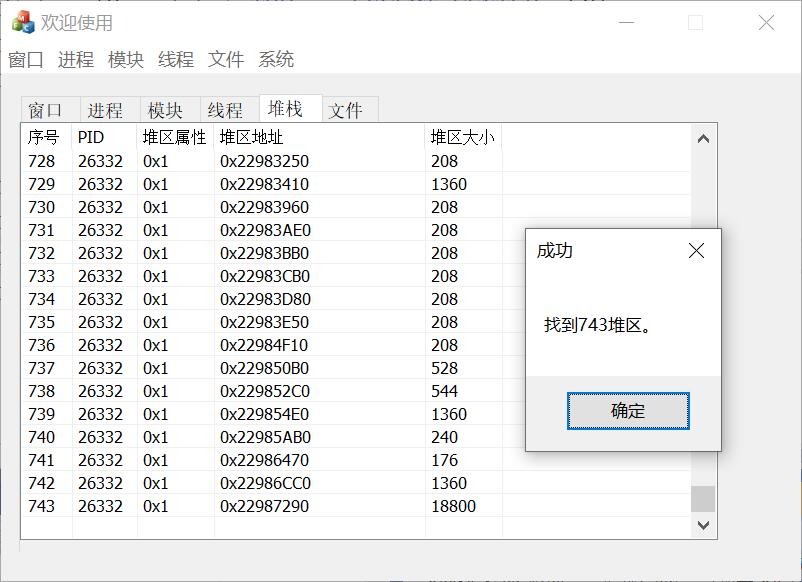 欢迎使用
窗口 进程 模块 线程 文件 系统
窗口 进程 模块 线程 堆栈 文件
序号 PID 堆区属性 堆区地址 堆区大小
728 26332 0x1 0x22983250 208
729 26332 0x1 0x22983410 1360
730 26332 0x1 0x22983960 208
731 26332 0x1 0x22983AE0 208
732 26332 0x1 0x22983BB0 208
733 26332 0x1 0x22983CB0 208
734 26332 0x1 0x22983D80 208
735 26332 0x1 0x22983E50 208
736 26332 0x1 0x22984F10 208
737 26332 0x1 0x229850B0 528
738 26332 0x1 0x229852C0 544
739 26332 0x1 0x229854E0 1360
740 26332 0x1 0x22985AB0 240
741 26332 0x1 0x22986470 176
742 26332 0x1 0x22986CC0 1360
743 26332 0x1 0x22987290 18800
成功
找到743堆区。
确定